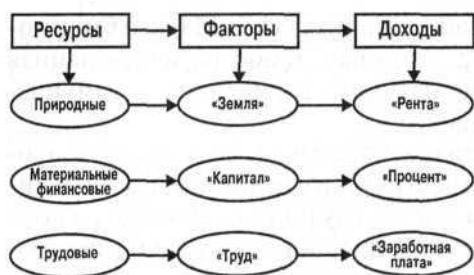 Ресурсы Факторы Доходы
Природные «Земля» «Рента»
Материальные финансовые «Капитал» «Процент»
Трудовые «Труд» «Заработная плата»